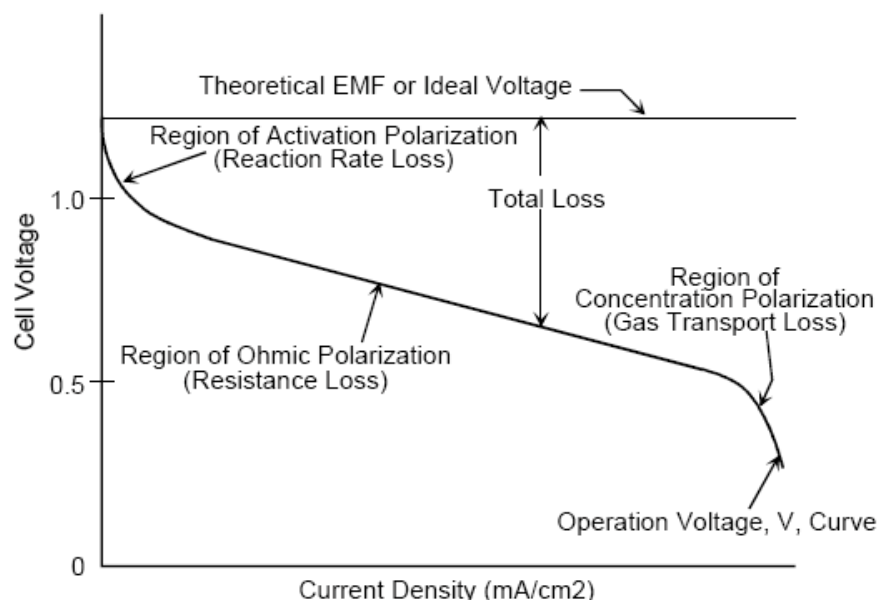 Theoretical EMF or Ideal Voltage
Region of Activation Polarization
(Reaction Rate Loss)
1.0
Total Loss
Cell Voltage
Region of
Concentration Polarization
(Gas Transport Loss)
Region of Ohmic Polarization
(Resistance Loss)
0.5
Operation Voltage, V, Curve
0
Current Density (mA/cm2)